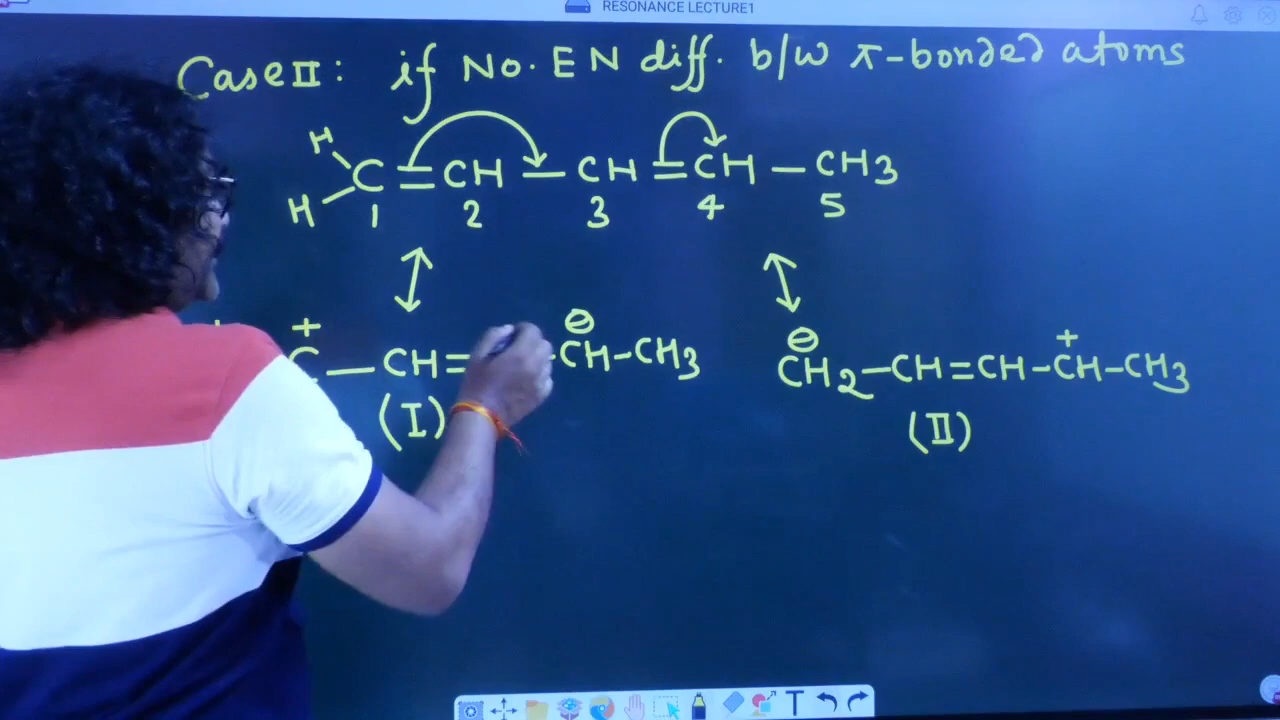 RESONANCE LECTURE1
Case II : if No. EN diff. b/w π-bonded atoms
H
C = CH — CH = CH — CH3
H 1 2 3 4 5
+ ⊖ ⊖ +
C — CH = CH-CH3 CH2—CH=CH-CH-CH3
(I) (II)
T